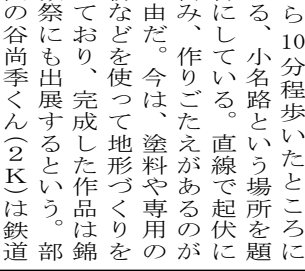 ら10分程歩いたところに
る、小名路という場所を題
にしている。直線で起伏に
み、作りごたえがあるのが
由だ。今は、塗料や専用の
などを使って地形づくりを
ており、完成した作品は錦
祭にも出展するという。部
の谷尚季くん（2K）は鉄道